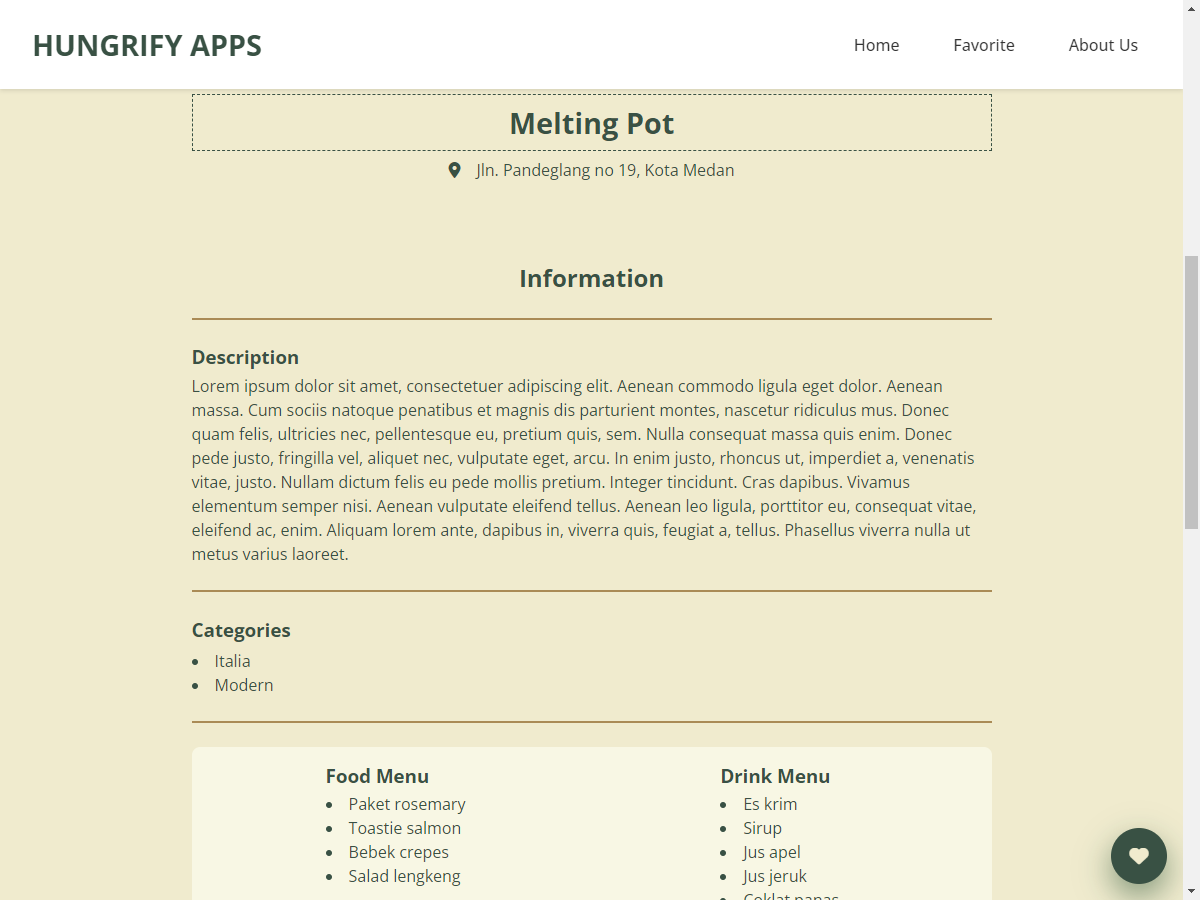 HUNGRIFY APPS
Home
Favorite
About Us
Melting Pot
Jln. Pandeglang no 19, Kota Medan
Information
Description
Lorem ipsum dolor sit amet, consectetuer adipiscing elit. Aenean commodo ligula eget dolor. Aenean
massa. Cum sociis natoque penatibus et magnis dis parturient montes, nascetur ridiculus mus. Donec
quam felis, ultricies nec, pellentesque eu, pretium quis, sem. Nulla consequat massa quis enim. Donec
pede justo, fringilla vel, aliquet nec, vulputate eget, arcu. In enim justo, rhoncus ut, imperdiet a, venenatis
vitae, justo. Nullam dictum felis eu pede mollis pretium. Integer tincidunt. Cras dapibus. Vivamus
elementum semper nisi. Aenean vulputate eleifend tellus. Aenean leo ligula, porttitor eu, consequat vitae,
eleifend ac, enim. Aliquam lorem ante, dapibus in, viverra quis, feugiat a, tellus. Phasellus viverra nulla ut
metus varius laoreet.
Categories
Italia
Modern
Food Menu
Paket rosemary
Toastie salmon
Bebek crepes
Salad lengkeng
Drink Menu
Es krim
Sirup
Jus apel
Jus jeruk
Coklat panas